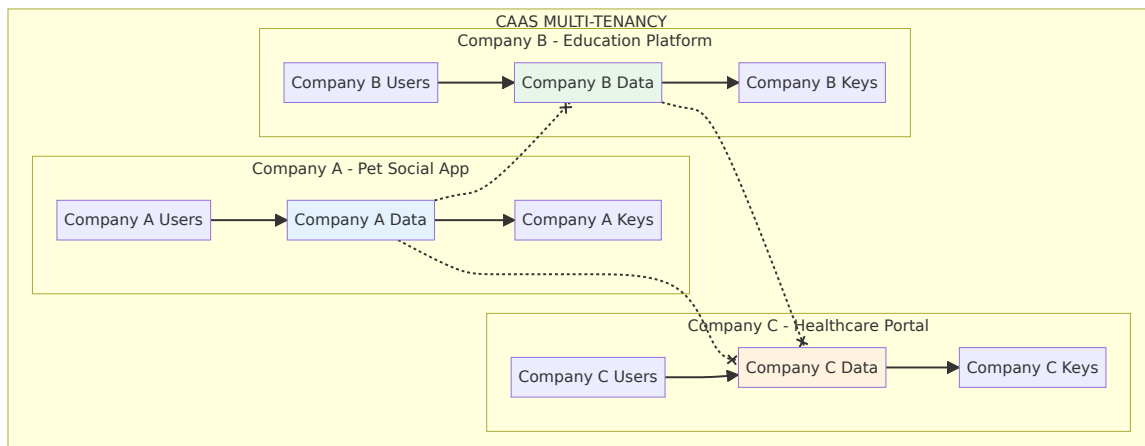 CAAS MULTI-TENANCY
Company B - Education Platform
Company B Users
Company B Data
Company B Keys
Company A - Pet Social App
Company A Users
Company A Data
Company A Keys
Company C - Healthcare Portal
Company C Users
Company C Data
Company C Keys